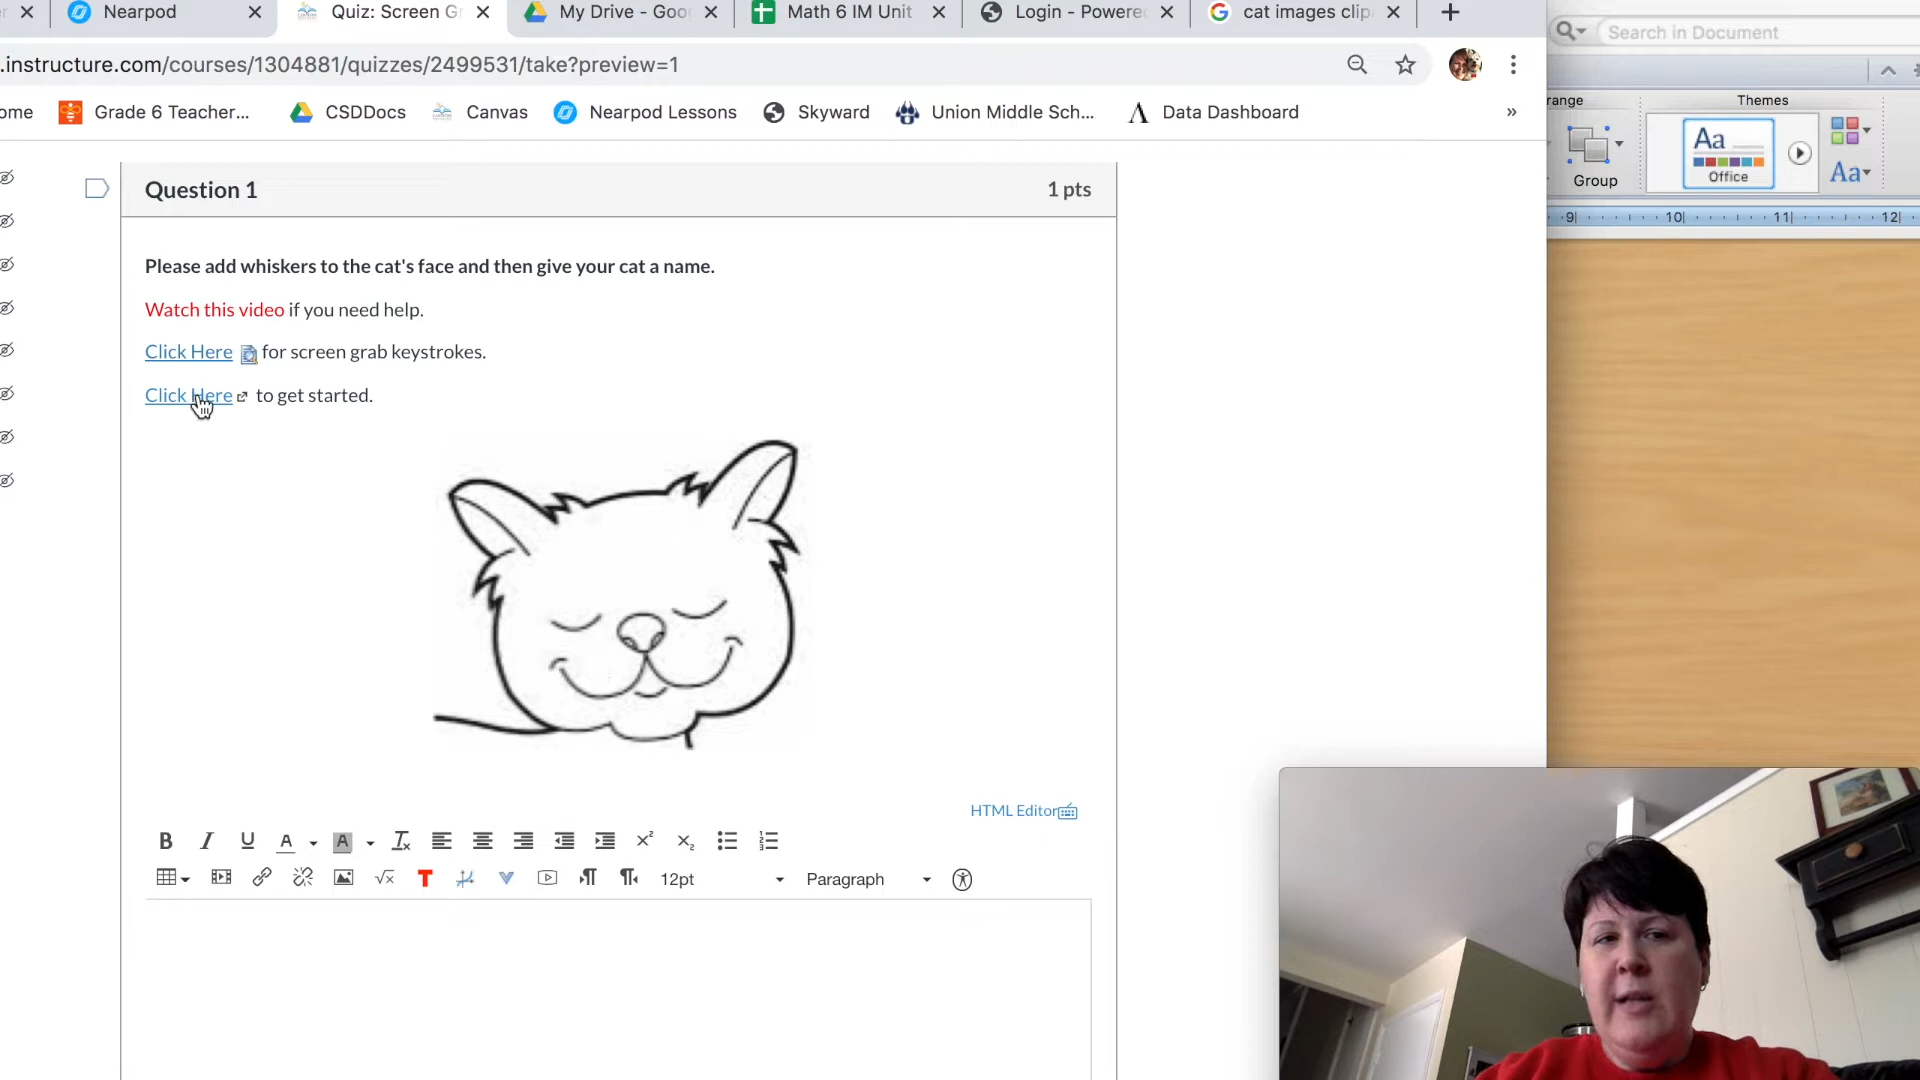 Nearpod
Quiz: Screen Gr
My Drive - Goo
Math 6 IM Unit
Login - Powere
cat images clip
.instructure.com/courses/1304881/quizzes/2499531/take?preview=1
ome
Grade 6 Teacher...
CSDDocs
Canvas
Nearpod Lessons
Skyward
Union Middle Sch...
Data Dashboard
»
Search in Document
range
Themes
Aa
Office
Group
Aa
9
10
11
12
Question 1
1 pts
Please add whiskers to the cat's face and then give your cat a name.
Watch this video if you need help.
Click Here for screen grab keystrokes.
Click Here to get started.
HTML Editor
B I U A A
12pt
Paragraph